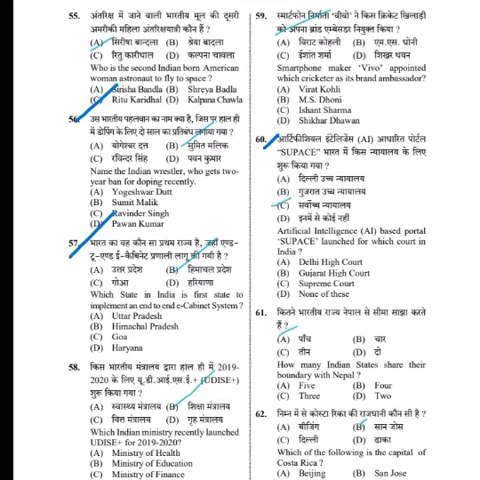 55. अंतरिक्ष में जाने वाली भारतीय मूल की दूसरी
अमरीकी महिला अंतरिक्षयात्री कौन हैं ?
(A) सिरीषा बान्दला (B) श्रेया बादला
(C) रितु कारीधाल (D) कल्पना चावला
Who is the second Indian born American
woman astronaut to fly to space ?
(A) Sirisha Bandla (B) Shreya Badla
(C) Ritu Karidhal (D) Kalpana Chawla
56. उस भारतीय पहलवान का नाम क्या है, जिस पर हाल ही
में डोपिंग के लिए दो साल का प्रतिबंध लगाया गया ?
(A) योगेश्वर दत्त (B) सुमित मलिक
(C) रविन्दर सिंह (D) पवन कुमार
Name the Indian wrestler, who gets two-
year ban for doping recently.
(A) Yogeshwar Dutt
(B) Sumit Malik
(C) Ravinder Singh
(D) Pawan Kumar
57. भारत का वह कौन सा प्रथम राज्य है, जहाँ एण्ड-
टू-एण्ड ई-कैबिनेट प्रणाली लागू की गयी है ?
(A) उत्तर प्रदेश (B) हिमाचल प्रदेश
(C) गोआ (D) हरियाणा
Which State in India is first state to
implement an end to end e-Cabinet System ?
(A) Uttar Pradesh
(B) Himachal Pradesh
(C) Goa
(D) Haryana
58. किस भारतीय मंत्रालय द्वारा हाल ही में 2019-
2020 के लिए यू.डी.आई.एस.ई.+ (UDISE+)
शुरू किया गया ?
(A) स्वास्थ्य मंत्रालय (B) शिक्षा मंत्रालय
(C) वित्त मंत्रालय (D) गृह मंत्रालय
Which Indian ministry recently launched
UDISE+ for 2019-2020?
(A) Ministry of Health
(B) Ministry of Education
(C) Ministry of Finance
59. स्मार्टफोन निर्माता 'वीवो' ने किस क्रिकेट खिलाड़ी
को अपना ब्रांड एम्बेसडर नियुक्त किया ?
(A) विराट कोहली (B) एम.एस. धोनी
(C) ईशांत शर्मा (D) शिखर धवन
Smartphone maker 'Vivo' appointed
which cricketer as its brand ambassador?
(A) Virat Kohli
(B) M.S. Dhoni
(C) Ishant Sharma
(D) Shikhar Dhawan
60. आर्टिफीशियल इंटेलिजेंस (AI) आधारित पोर्टल
"SUPACE" भारत में किस न्यायालय के लिए
शुरू किया गया ?
(A) दिल्ली उच्च न्यायालय
(B) गुजरात उच्च न्यायालय
(C) सर्वोच्च न्यायालय
(D) इनमें से कोई नहीं
Artificial Intelligence (AI) based portal
'SUPACE' launched for which court in
India ?
(A) Delhi High Court
(B) Gujarat High Court
(C) Supreme Court
(D) None of these
61. कितने भारतीय राज्य नेपाल से सीमा साझा करते
हैं ?
(A) पाँच (B) चार
(C) तीन (D) दो
How many Indian States share their
boundary with Nepal ?
(A) Five (B) Four
(C) Three (D) Two
62. निम्न में से कोस्टा रिका की राजधानी कौन सी है ?
(A) बीजिंग (B) सान जोस
(C) दिल्ली (D) ढाका
Which of the following is the capital of
Costa Rica ?
(A) Beijing (B) San Jose